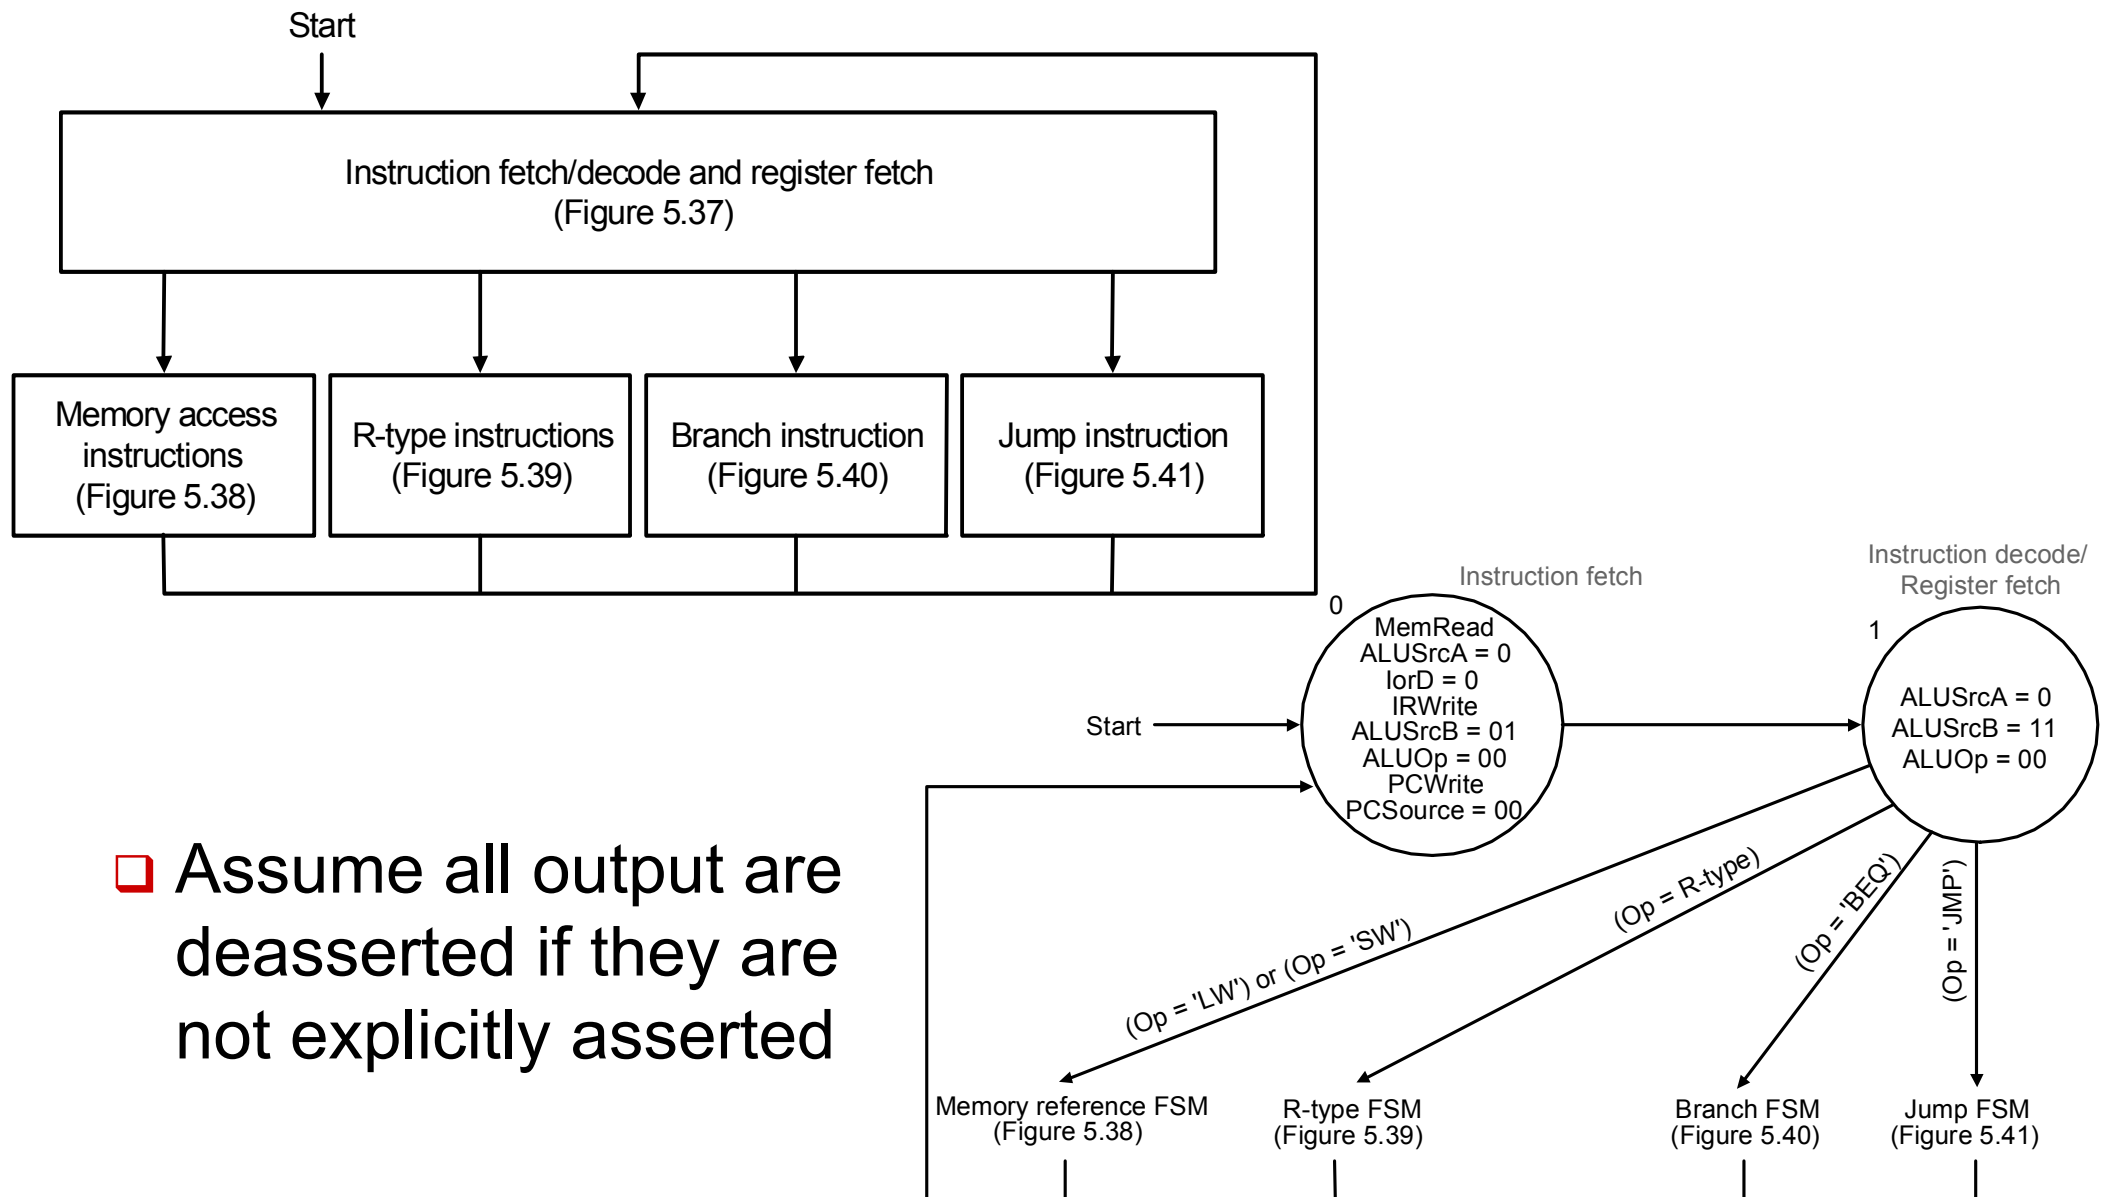 Start
Instruction fetch/decode and register fetch
(Figure 5.37)
Memory access
instructions
(Figure 5.38)
R-type instructions
(Figure 5.39)
Branch instruction
(Figure 5.40)
Jump instruction
(Figure 5.41)
Instruction fetch
Instruction decode/
Register fetch
0
MemRead
ALUSrcA = 0
IorD = 0
IRWrite
ALUSrcB = 01
ALUOp = 00
PCWrite
PCSource = 00
1
ALUSrcA = 0
ALUSrcB = 11
ALUOp = 00
Start
Assume all output are
deasserted if they are
not explicitly asserted
(Op = 'LW') or (Op = 'SW')
(Op = R-type)
(Op = 'BEQ')
(Op = 'JMP')
Memory reference FSM
(Figure 5.38)
R-type FSM
(Figure 5.39)
Branch FSM
(Figure 5.40)
Jump FSM
(Figure 5.41)